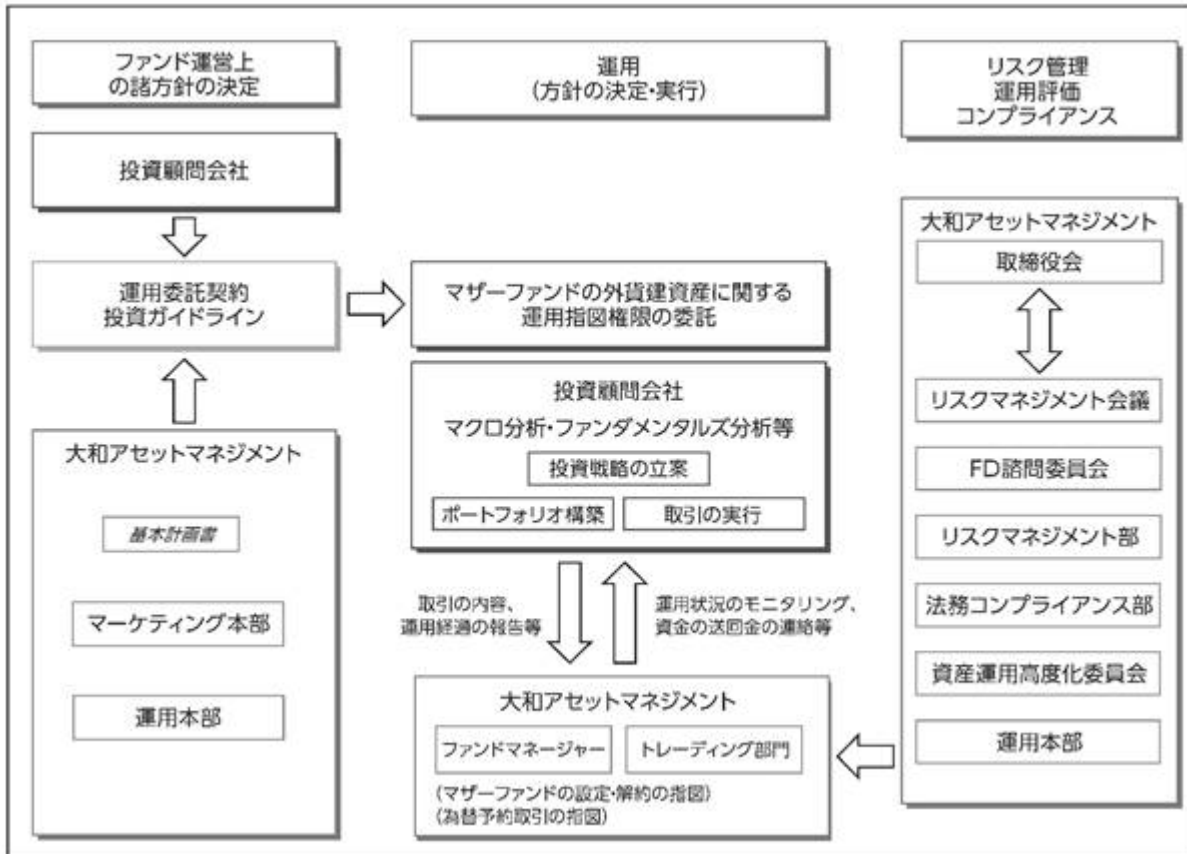 ファンド運営上
の諸方針の決定
運用
(方針の決定・実行)
リスク管理
運用評価
コンプライアンス
投資顧問会社
運用委託契約
投資ガイドライン
マザーファンドの外貨建資産に関する
運用指図権限の委託
投資顧問会社
マクロ分析・ファンダメンタルズ分析等
投資戦略の立案
ポートフォリオ構築
取引の実行
大和アセットマネジメント
基本計画書
マーケティング本部
運用本部
取引の内容、
運用経過の報告等
運用状況のモニタリング、
資金の送回金の連絡等
大和アセットマネジメント
ファンドマネージャー
トレーディング部門
(マザーファンドの設定・解約の指図)
(為替予約取引の指図)
大和アセットマネジメント
取締役会
リスクマネジメント会議
FD諮問委員会
リスクマネジメント部
法務コンプライアンス部
資産運用高度化委員会
運用本部